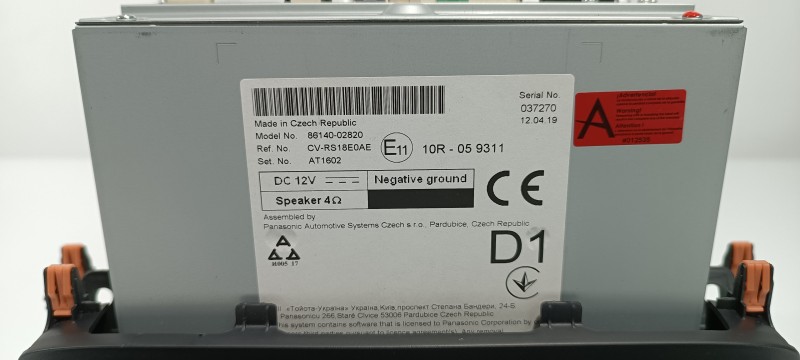 Made in Czech Republic
Model No. 86140-02820
Ref. No. CV-RS18E0AE
Set. No. AT1602
E11
10R - 05 9311
Serial No.
037270
12.04.19
DC 12V
Negative ground
Speaker 4Ω
CE
Assembled by
Panasonic Automotive Systems Czech s r.o., Pardubice, Czech Republic
D1
A
Warning!
"Тойота-Україна" Україна, Київ, проспект Степана Бандери, 24-Б
Panasonic 266 Staré Čívice 53006 Pardubice Czech Republic
system contains software that is licensed to Panasonic Corporation by